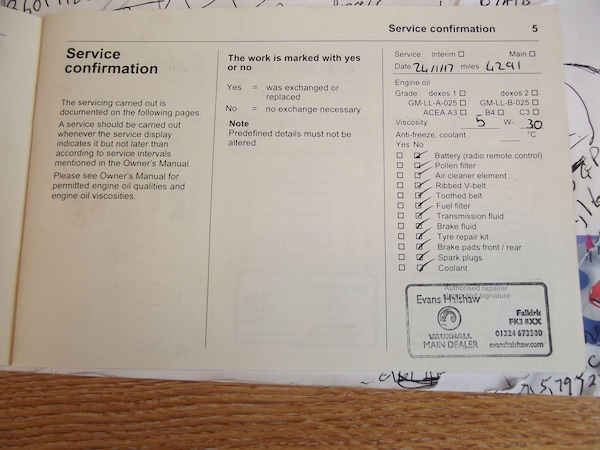 Service confirmation 5
Service
confirmation
The servicing carried out is
documented on the following pages.
A service should be carried out
whenever the service display
indicates it but not later than
according to service intervals
mentioned in the Owner's Manual.
Please see Owner's Manual for
permitted engine oil qualities and
engine oil viscosities.
The work is marked with yes
or no
Yes = was exchanged or
replaced
No = no exchange necessary
Note
Predefined details must not be
altered.
Service: Interim ☐ Main ☐
Date 24/1/17 miles 4291
Engine oil
Grade: dexos 1 ☐ dexos 2 ☐
GM-LL-A-025 ☐ GM-LL-B-025 ☐
ACEA A3 ☐ B4 ☐ C3 ☐
Viscosity 5 W- 30
Anti-freeze, coolant °C
Yes No
Battery (radio remote control)
Pollen filter
Air cleaner element
Ribbed V-belt
Toothed belt
Fuel filter
Transmission fluid
Brake fluid
Tyre repair kit
Brake pads front / rear
Spark plugs
Coolant
Authorised repairer
signature
Evans Halshaw
VAUXHALL
MAIN DEALER
Falkirk
FK3 8XX
01324 673300
evanshalshaw.com